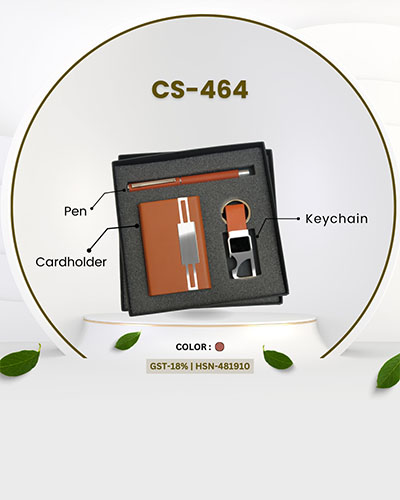 CS-464
Pen
Keychain
Cardholder
COLOR :
GST-18% | HSN-481910